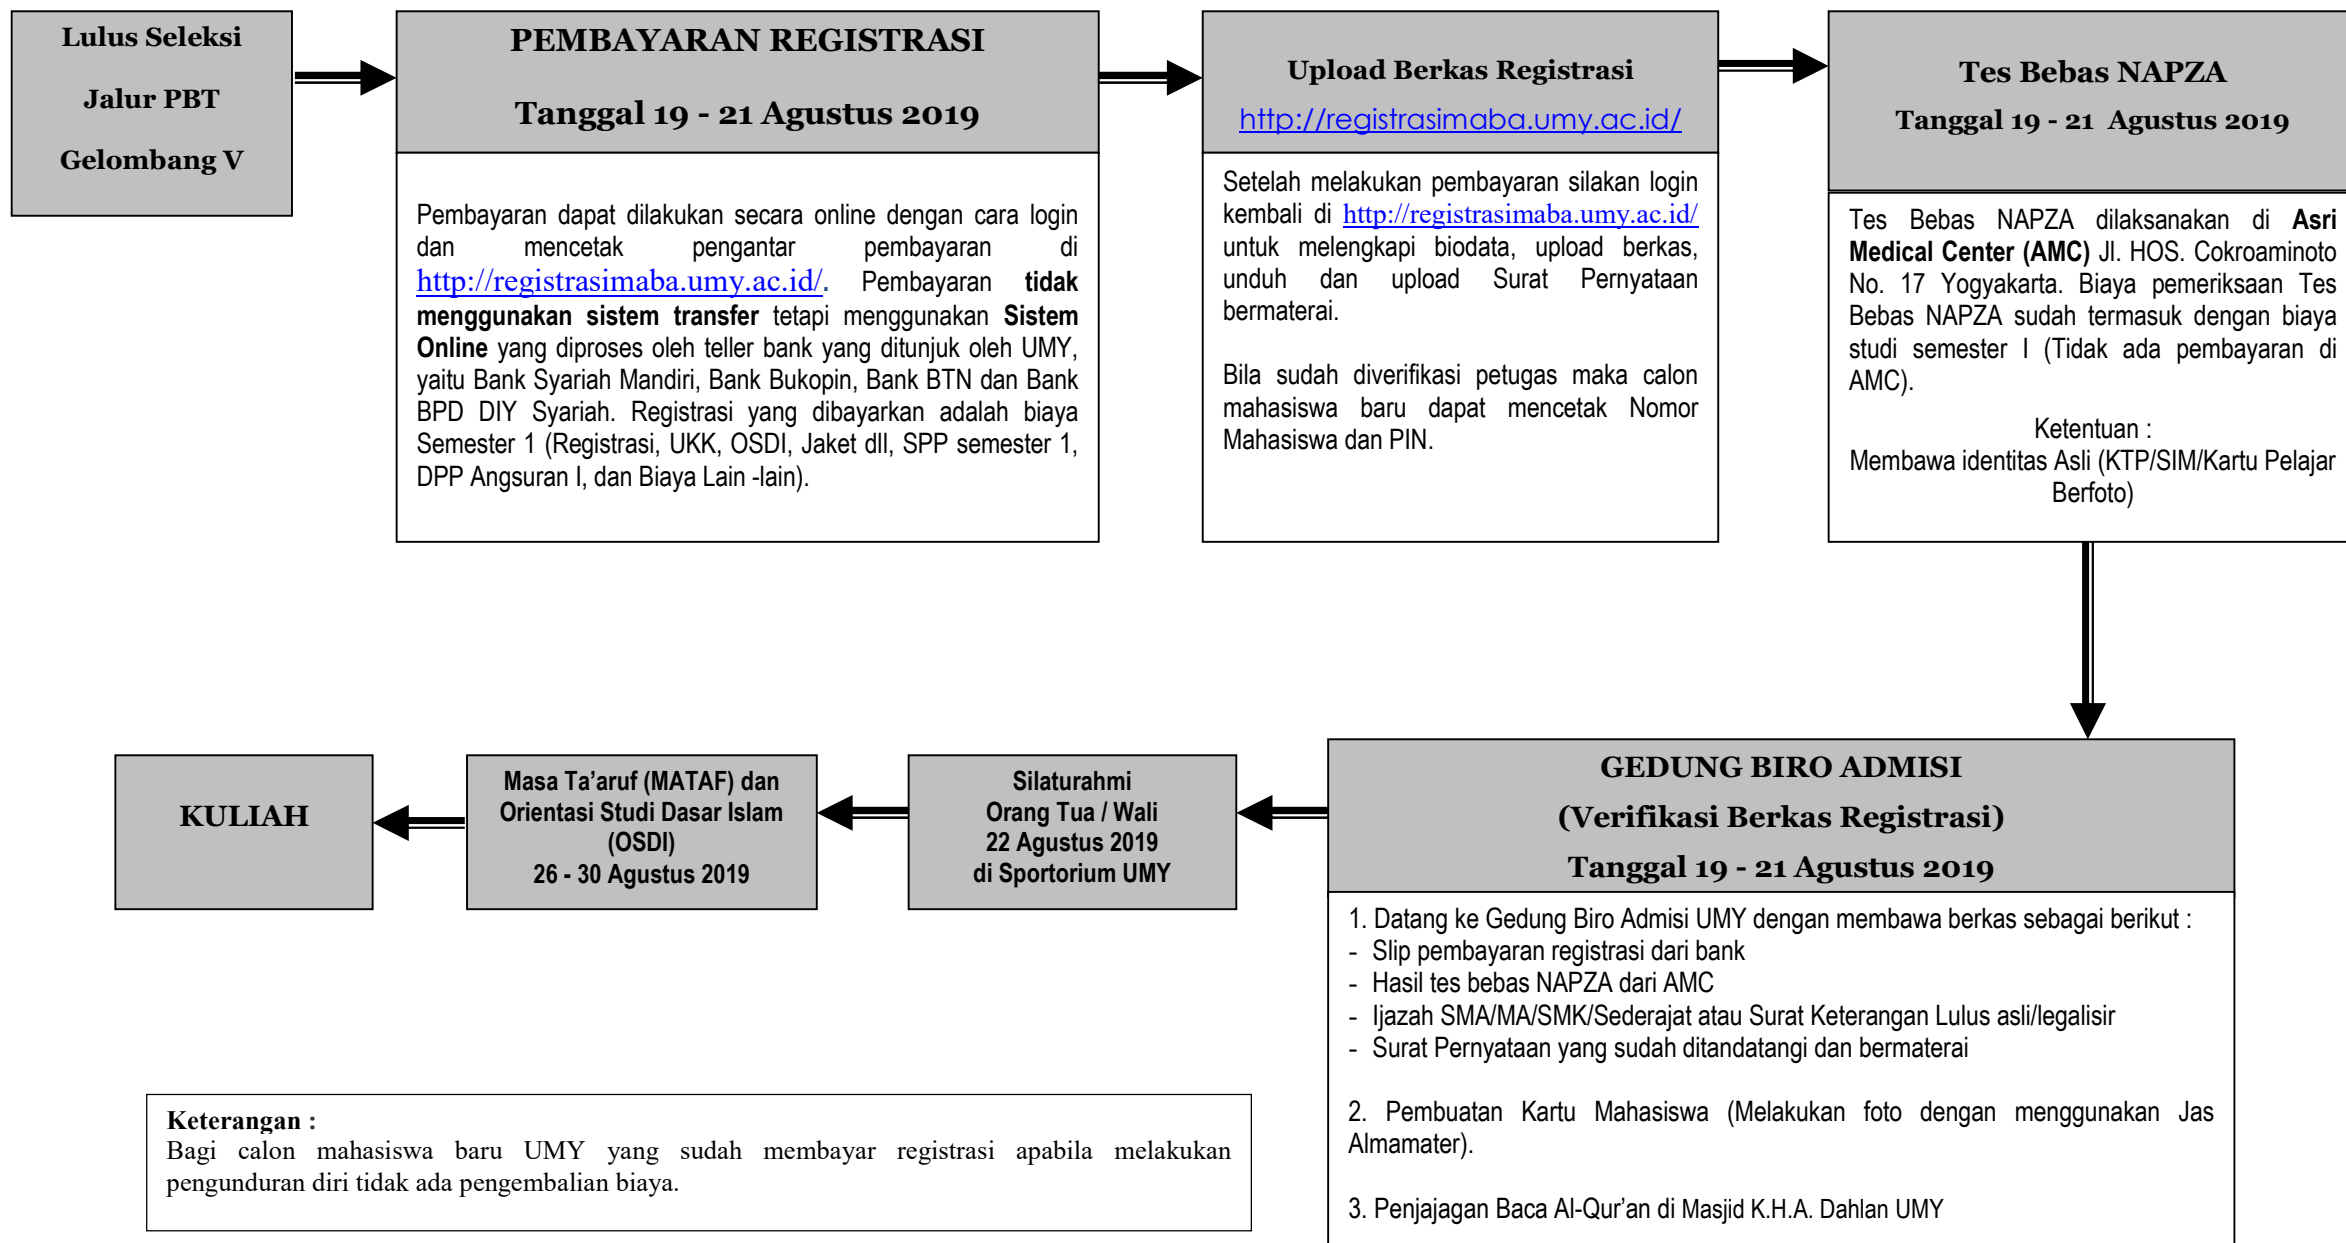 Lulus Seleksi
Jalur PBT
Gelombang V
PEMBAYARAN REGISTRASI
Tanggal 19 - 21 Agustus 2019
Pembayaran dapat dilakukan secara online dengan cara login
dan mencetak pengantar pembayaran di
http://registrasimaba.umy.ac.id/. Pembayaran tidak
menggunakan sistem transfer tetapi menggunakan Sistem
Online yang diproses oleh teller bank yang ditunjuk oleh UMY,
yaitu Bank Syariah Mandiri, Bank Bukopin, Bank BTN dan Bank
BPD DIY Syariah. Registrasi yang dibayarkan adalah biaya
Semester 1 (Registrasi, UKK, OSDI, Jaket dll, SPP semester 1,
DPP Angsuran I, dan Biaya Lain -lain).
Upload Berkas Registrasi
http://registrasimaba.umy.ac.id/
Setelah melakukan pembayaran silakan login
kembali di http://registrasimaba.umy.ac.id/
untuk melengkapi biodata, upload berkas,
unduh dan upload Surat Pernyataan
bermaterai.
Bila sudah diverifikasi petugas maka calon
mahasiswa baru dapat mencetak Nomor
Mahasiswa dan PIN.
Tes Bebas NAPZA
Tanggal 19 - 21 Agustus 2019
Tes Bebas NAPZA dilaksanakan di Asri
Medical Center (AMC) Jl. HOS. Cokroaminoto
No. 17 Yogyakarta. Biaya pemeriksaan Tes
Bebas NAPZA sudah termasuk dengan biaya
studi semester I (Tidak ada pembayaran di
AMC).
Ketentuan :
Membawa identitas Asli (KTP/SIM/Kartu Pelajar
Berfoto)
GEDUNG BIRO ADMISI
(Verifikasi Berkas Registrasi)
Tanggal 19 - 21 Agustus 2019
1. Datang ke Gedung Biro Admisi UMY dengan membawa berkas sebagai berikut :
- Slip pembayaran registrasi dari bank
- Hasil tes bebas NAPZA dari AMC
- Ijazah SMA/MA/SMK/Sederajat atau Surat Keterangan Lulus asli/legalisir
- Surat Pernyataan yang sudah ditandatangi dan bermaterai
2. Pembuatan Kartu Mahasiswa (Melakukan foto dengan menggunakan Jas
Almamater).
3. Penjajagan Baca Al-Qur'an di Masjid K.H.A. Dahlan UMY
Silaturahmi
Orang Tua / Wali
22 Agustus 2019
di Sportorium UMY
Masa Ta'aruf (MATAF) dan
Orientasi Studi Dasar Islam
(OSDI)
26 - 30 Agustus 2019
KULIAH
Keterangan :
Bagi calon mahasiswa baru UMY yang sudah membayar registrasi apabila melakukan
pengunduran diri tidak ada pengembalian biaya.